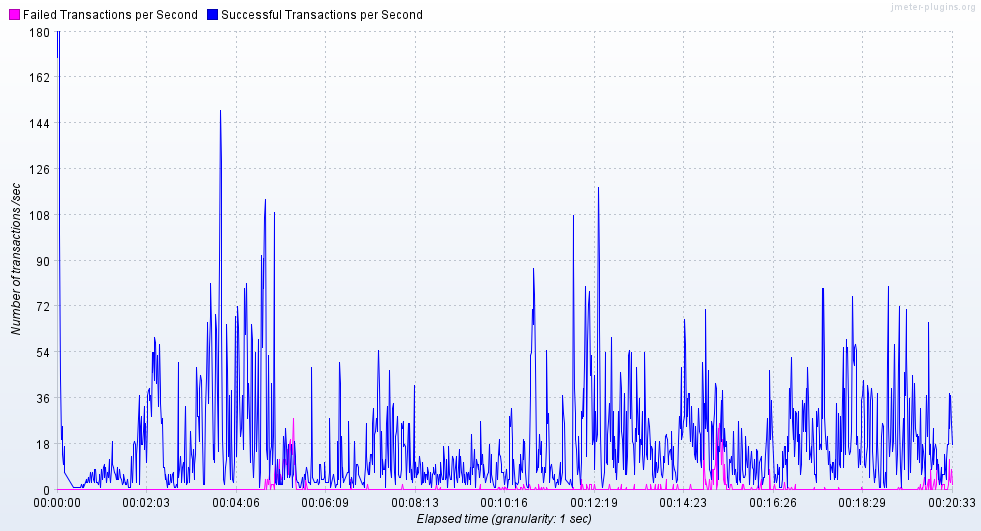 jmeter-plugins.org
Failed Transactions per Second Successful Transactions per Second
180
162
144
126
108
90
72
54
36
18
0
Number of transactions /sec
00:00:00 00:02:03 00:04:06 00:06:09 00:08:13 00:10:16 00:12:19 00:14:23 00:16:26 00:18:29 00:20:33
Elapsed time (granularity: 1 sec)